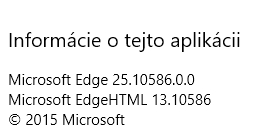 Informácie o tejto aplikácii
Microsoft Edge 25.10586.0.0
Microsoft EdgeHTML 13.10586
© 2015 Microsoft